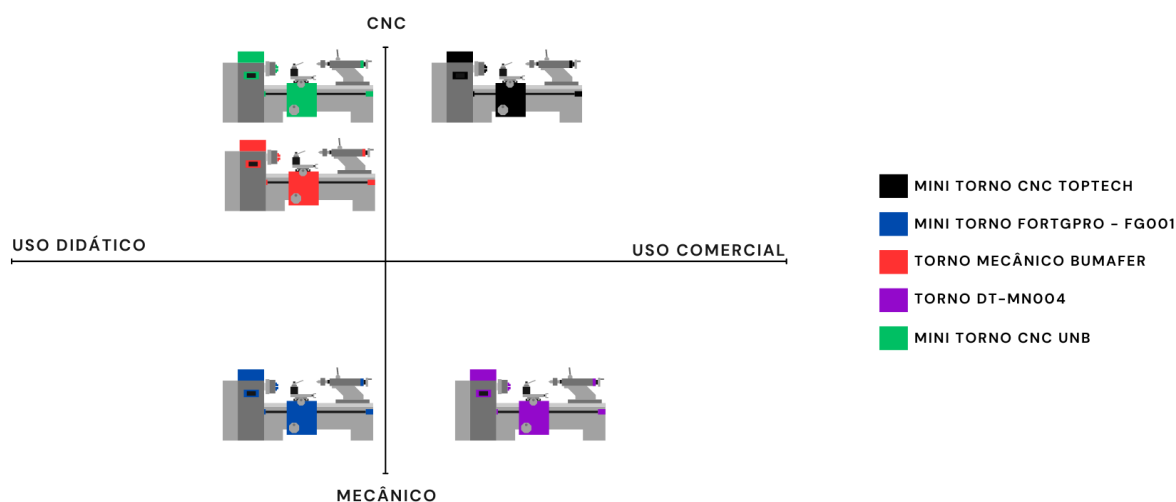 CNC
USO DIDÁTICO
USO COMERCIAL
MECÂNICO
MINI TORNO CNC TOPTECH
MINI TORNO FORTGPRO - FG001
TORNO MECÂNICO BUMAFER
TORNO DT-MN004
MINI TORNO CNC UNB